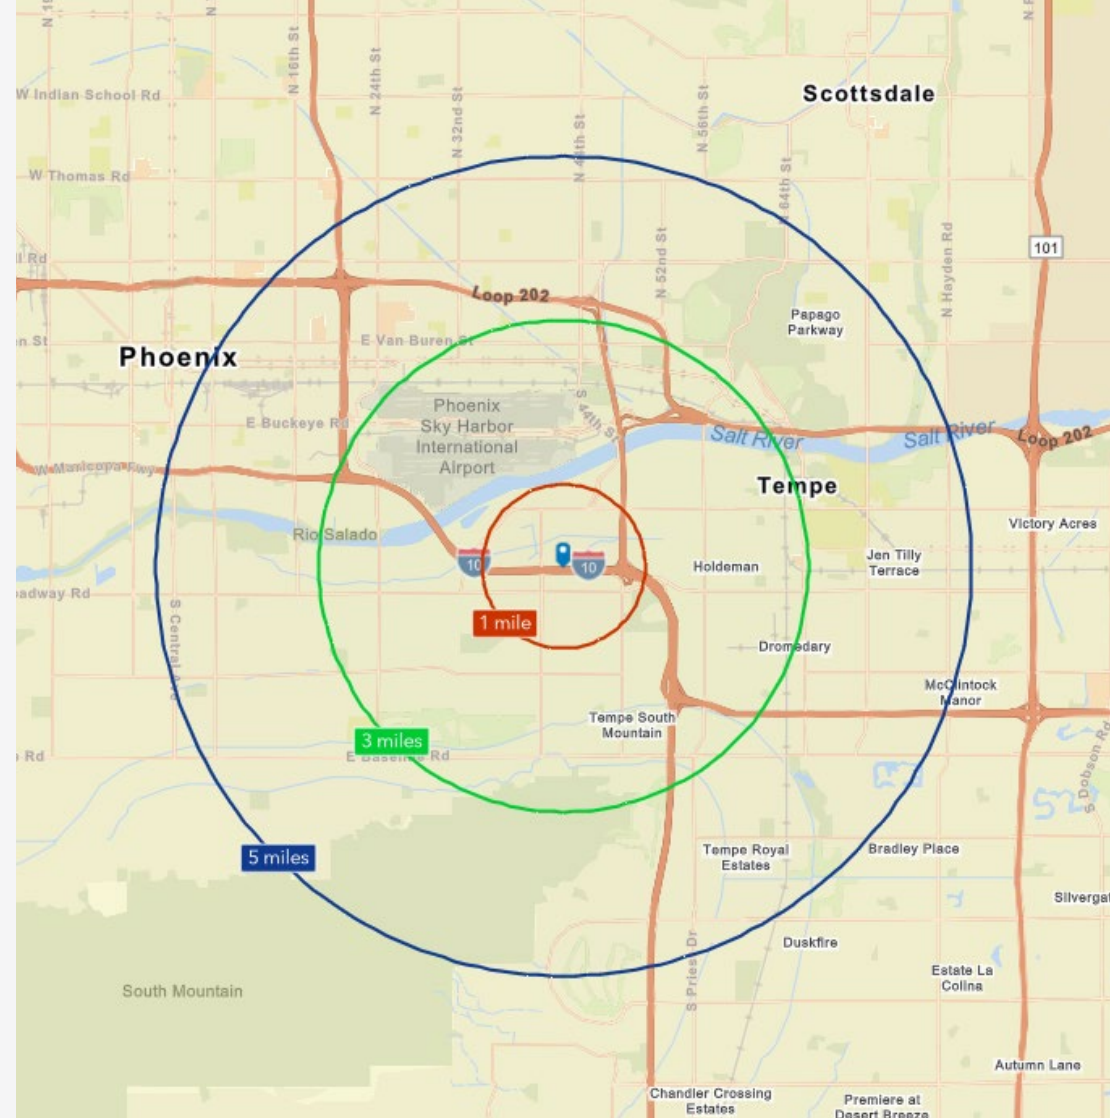 N 16th St
N 24th St
N 32nd St
N 44th St
N 56th St
N 64th St
Scottsdale
W Indian School Rd
W Thomas Rd
N 52nd St
N Hayden Rd
101
Loop 202
Papago
Parkway
E Van Buren St
Phoenix
Phoenix
Sky Harbor
International
Airport
S 44th St
E Buckeye Rd
Salt River
Salt River
Loop 202
W Maricopa Fwy
Tempe
Rio Salado
Victory Acres
10
10
Holdeman
Jen Tilly
Terrace
adway Rd
S Central Ave
1 mile
Dromedary
McClintock
Manor
Tempe South
Mountain
3 miles
E Baseline Rd
Rd
S Dobson Rd
5 miles
Tempe Royal
Estates
Bradley Place
Silvergat
Duskfire
S Priest Dr
Estate La
Colina
South Mountain
Autumn Lane
Chandler Crossing
Estates
Premiere at
Desert Breeze